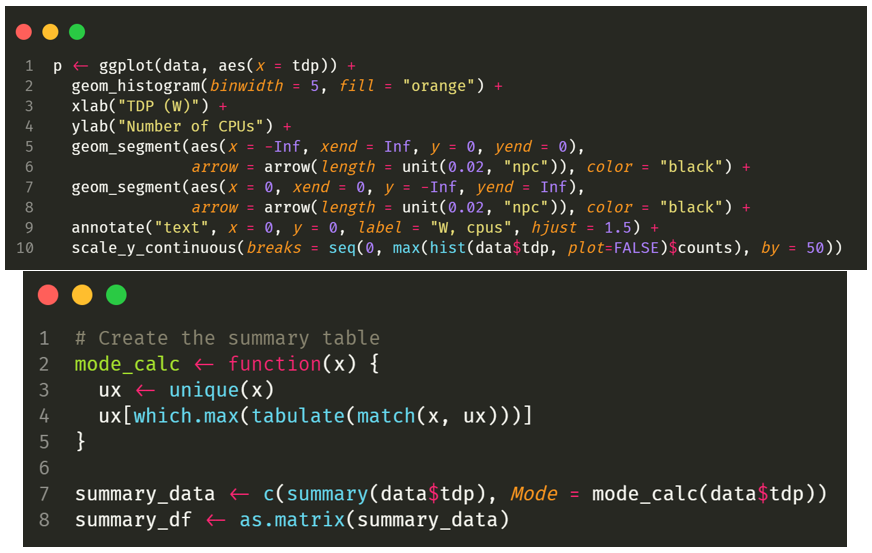 1 p <- ggplot(data, aes(x = tdp)) +
2   geom_histogram(binwidth = 5, fill = "orange") +
3   xlab("TDP (W)") +
4   ylab("Number of CPUs") +
5   geom_segment(aes(x = -Inf, xend = Inf, y = 0, yend = 0),
6                arrow = arrow(length = unit(0.02, "npc")), color = "black") +
7   geom_segment(aes(x = 0, xend = 0, y = -Inf, yend = Inf),
8                arrow = arrow(length = unit(0.02, "npc")), color = "black") +
9   annotate("text", x = 0, y = 0, label = "W, cpus", hjust = 1.5) +
10   scale_y_continuous(breaks = seq(0, max(hist(data$tdp, plot=FALSE)$counts), by = 50))
1 # Create the summary table
2 mode_calc <- function(x) {
3   ux <- unique(x)
4   ux[which.max(tabulate(match(x, ux)))]
5 }
6
7 summary_data <- c(summary(data$tdp), Mode = mode_calc(data$tdp))
8 summary_df <- as.matrix(summary_data)